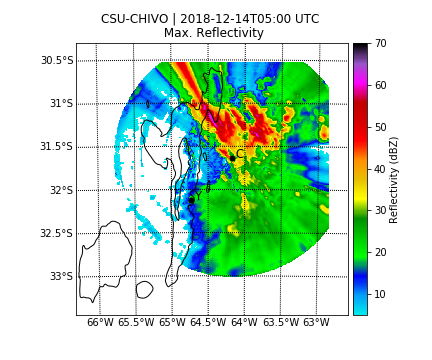 CSU-CHIVO | 2018-12-14T05:00 UTC
Max. Reflectivity
30.5°S
31°S
31.5°S
32°S
32.5°S
33°S
66°W 65.5°W 65°W 64.5°W 64°W 63.5°W 63°W
C
Y
70
60
50
40
30
20
10
Reflectivity (dBZ)